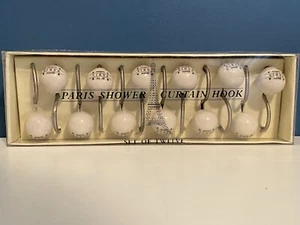 PARIS SHOWER CURTAIN HOOK
SET OF TWELVE